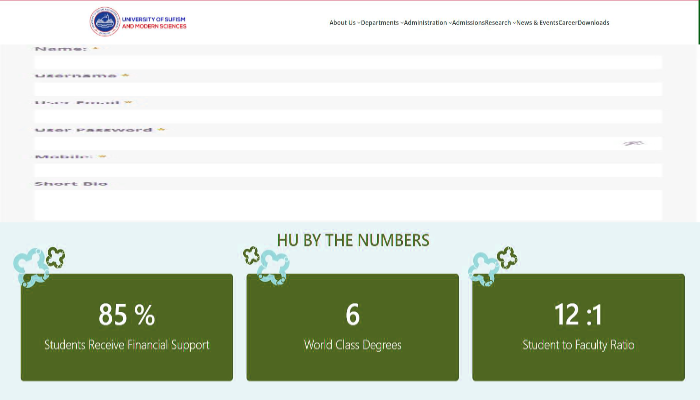 UNIVERSITY OF SUFISM
AND MODERN SCIENCES
About Us Departments Administration Admissions Research News & Events Career Downloads
Name: *
Username *
User Email *
User Password *
Mobile: *
Short Bio
HU BY THE NUMBERS
85 % 6 12 :1
Students Receive Financial Support World Class Degrees Student to Faculty Ratio